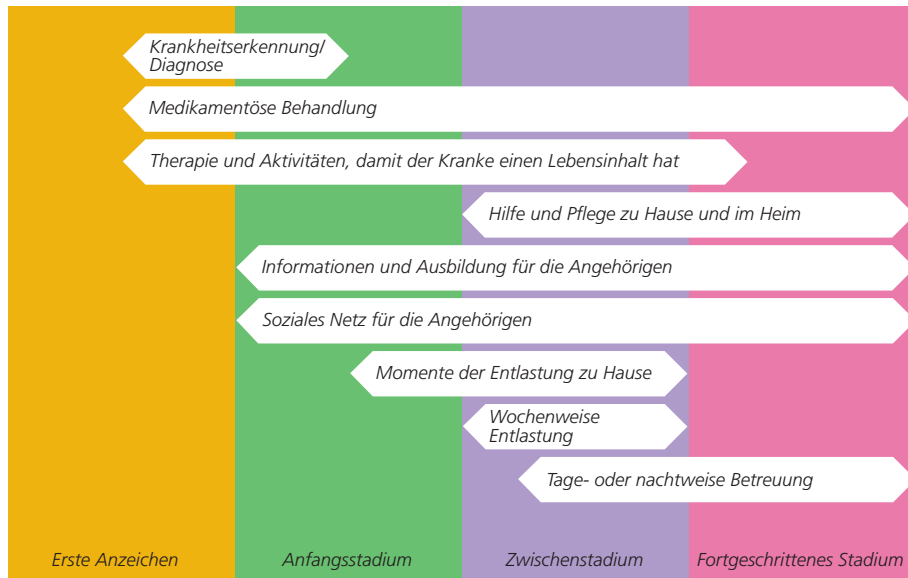 Krankheitserkennung/
Diagnose
Medikamentöse Behandlung
Therapie und Aktivitäten, damit der Kranke einen Lebensinhalt hat
Hilfe und Pflege zu Hause und im Heim
Informationen und Ausbildung für die Angehörigen
Soziales Netz für die Angehörigen
Momente der Entlastung zu Hause
Wochenweise
Entlastung
Tage- oder nachtweise Betreuung
Erste Anzeichen
Anfangsstadium
Zwischenstadium
Fortgeschrittenes Stadium